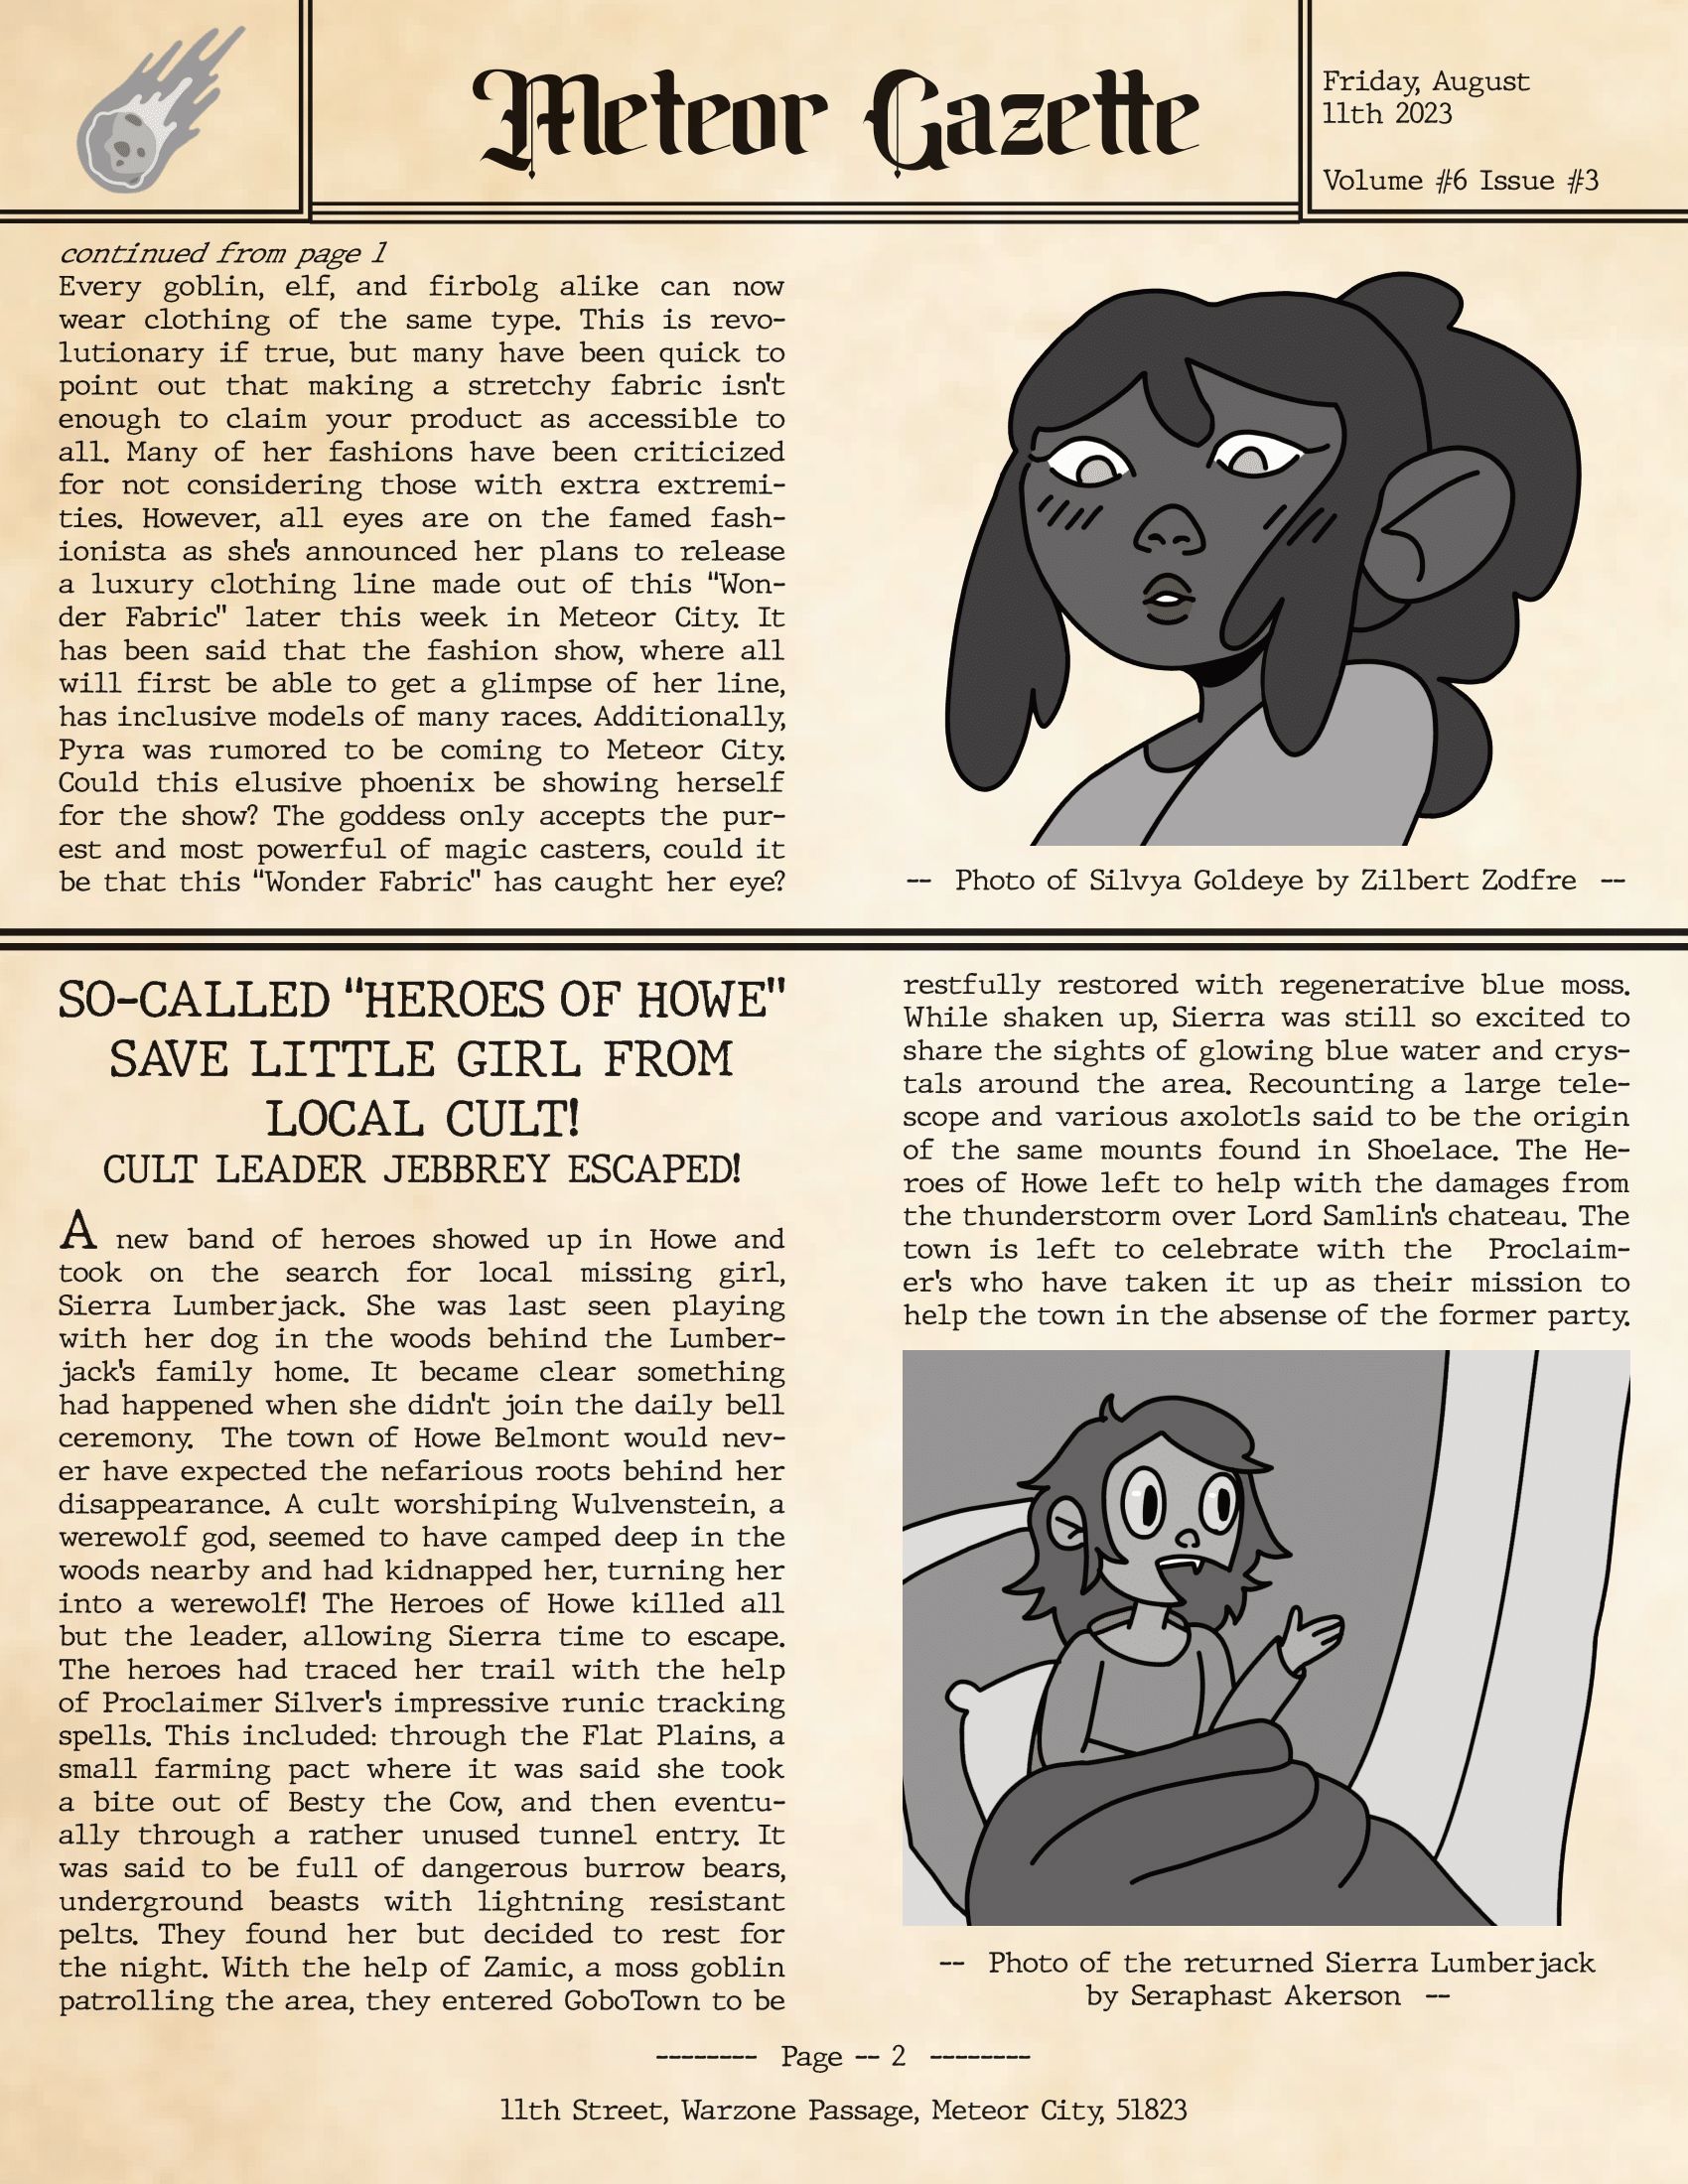 Meteor Gazette
Friday, August
11th 2023
Volume #6 Issue #3
continued from page 1
Every goblin, elf, and firbolg alike can now
wear clothing of the same type. This is revo-
lutionary if true, but many have been quick to
point out that making a stretchy fabric isn't
enough to claim your product as accessible to
all. Many of her fashions have been criticized
for not considering those with extra extremi-
ties. However, all eyes are on the famed fash-
ionista as she's announced her plans to release
a luxury clothing line made out of this "Won-
der Fabric" later this week in Meteor City. It
has been said that the fashion show, where all
will first be able to get a glimpse of her line,
has inclusive models of many races. Additionally,
Pyra was rumored to be coming to Meteor City.
Could this elusive phoenix be showing herself
for the show? The goddess only accepts the pur-
est and most powerful of magic casters, could it
be that this "Wonder Fabric" has caught her eye?
-- Photo of Silvya Goldeye by Zilbert Zodfre --
SO-CALLED "HEROES OF HOWE"
SAVE LITTLE GIRL FROM
LOCAL CULT!
CULT LEADER JEBBREY ESCAPED!
A new band of heroes showed up in Howe and
took on the search for local missing girl,
Sierra Lumberjack. She was last seen playing
with her dog in the woods behind the Lumber-
jack's family home. It became clear something
had happened when she didn't join the daily bell
ceremony. The town of Howe Belmont would nev-
er have expected the nefarious roots behind her
disappearance. A cult worshiping Wulvenstein, a
werewolf god, seemed to have camped deep in the
woods nearby and had kidnapped her, turning her
into a werewolf! The Heroes of Howe killed all
but the leader, allowing Sierra time to escape.
The heroes had traced her trail with the help
of Proclaimer Silver's impressive runic tracking
spells. This included: through the Flat Plains, a
small farming pact where it was said she took
a bite out of Besty the Cow, and then eventu-
ally through a rather unused tunnel entry. It
was said to be full of dangerous burrow bears,
underground beasts with lightning resistant
pelts. They found her but decided to rest for
the night. With the help of Zamic, a moss goblin
patrolling the area, they entered GoboTown to be
restfully restored with regenerative blue moss.
While shaken up, Sierra was still so excited to
share the sights of glowing blue water and crys-
tals around the area. Recounting a large tele-
scope and various axolotls said to be the origin
of the same mounts found in Shoelace. The He-
roes of Howe left to help with the damages from
the thunderstorm over Lord Samlin's chateau. The
town is left to celebrate with the Proclaim-
er's who have taken it up as their mission to
help the town in the absense of the former party.
-- Photo of the returned Sierra Lumberjack
by Seraphast Akerson --
-------- Page -- 2 --------
11th Street, Warzone Passage, Meteor City, 51823